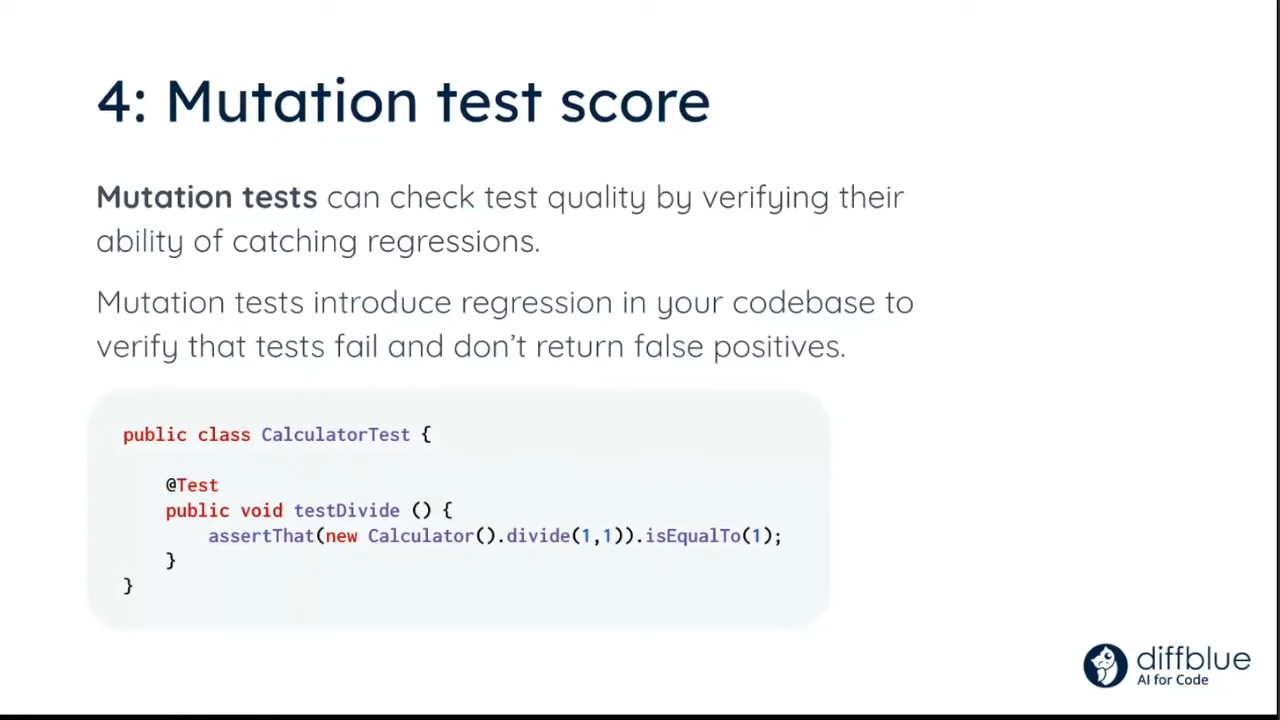 4: Mutation test score
Mutation tests can check test quality by verifying their
ability of catching regressions.
Mutation tests introduce regression in your codebase to
verify that tests fail and don’t return false positives.
public class CalculatorTest {
@Test
public void testDivide () {
assertThat(new Calculator().divide(1,1)).isEqualTo(1);
}
}
diffblue
AI for Code